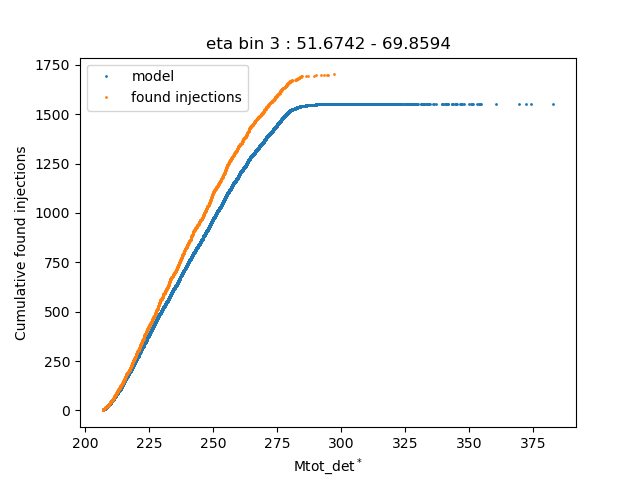 eta bin 3 : 51.6742 - 69.8594
model
found injections
Cumulative found injections
1750
1500
1250
1000
750
500
250
0
200 225 250 275 300 325 350 375
Mtot_det*